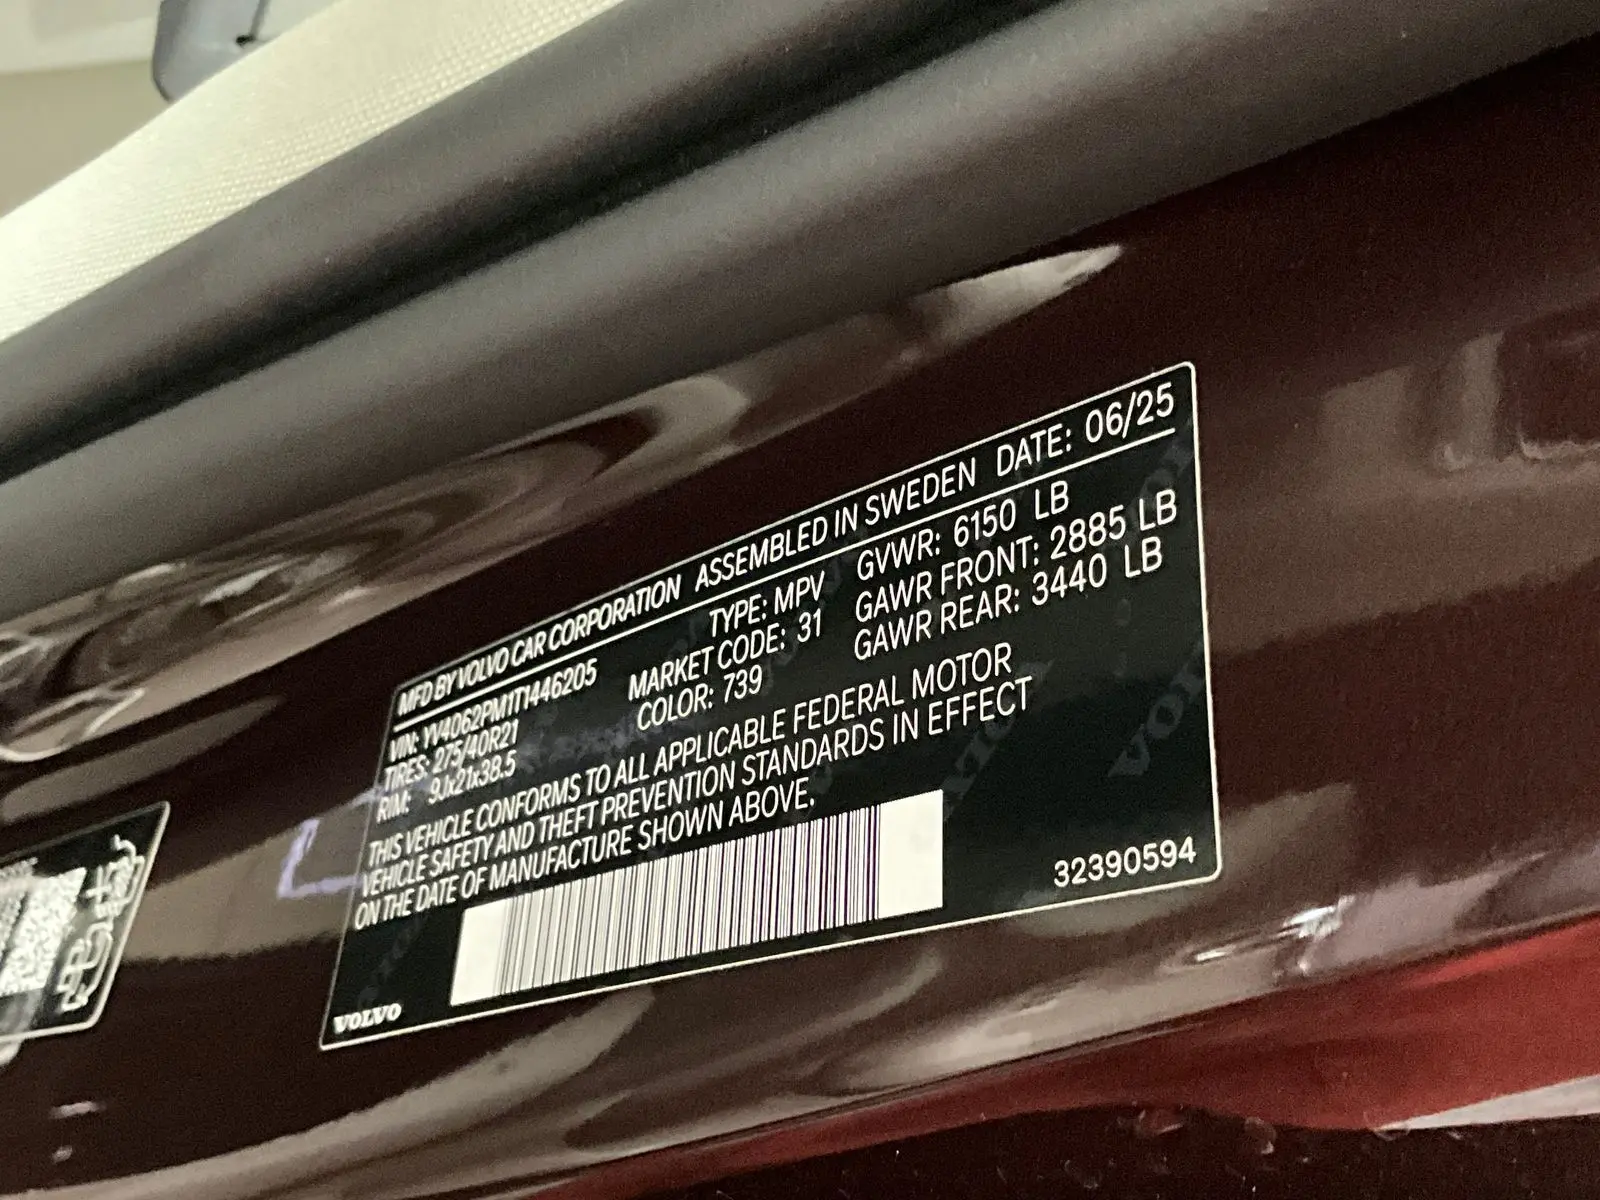 MFD BY VOLVO CAR CORPORATION ASSEMBLED IN SWEDEN DATE: 06/25
VIN: YV4062PM1T1446205 TYPE: MPV GVWR: 6150 LB
TIRES: 275/40R21 MARKET CODE: 31 GAWR FRONT: 2885 LB
RIM: 9Jx21x38.5 COLOR: 739 GAWR REAR: 3440 LB
THIS VEHICLE CONFORMS TO ALL APPLICABLE FEDERAL MOTOR
VEHICLE SAFETY AND THEFT PREVENTION STANDARDS IN EFFECT
ON THE DATE OF MANUFACTURE SHOWN ABOVE.
32390594
VOLVO